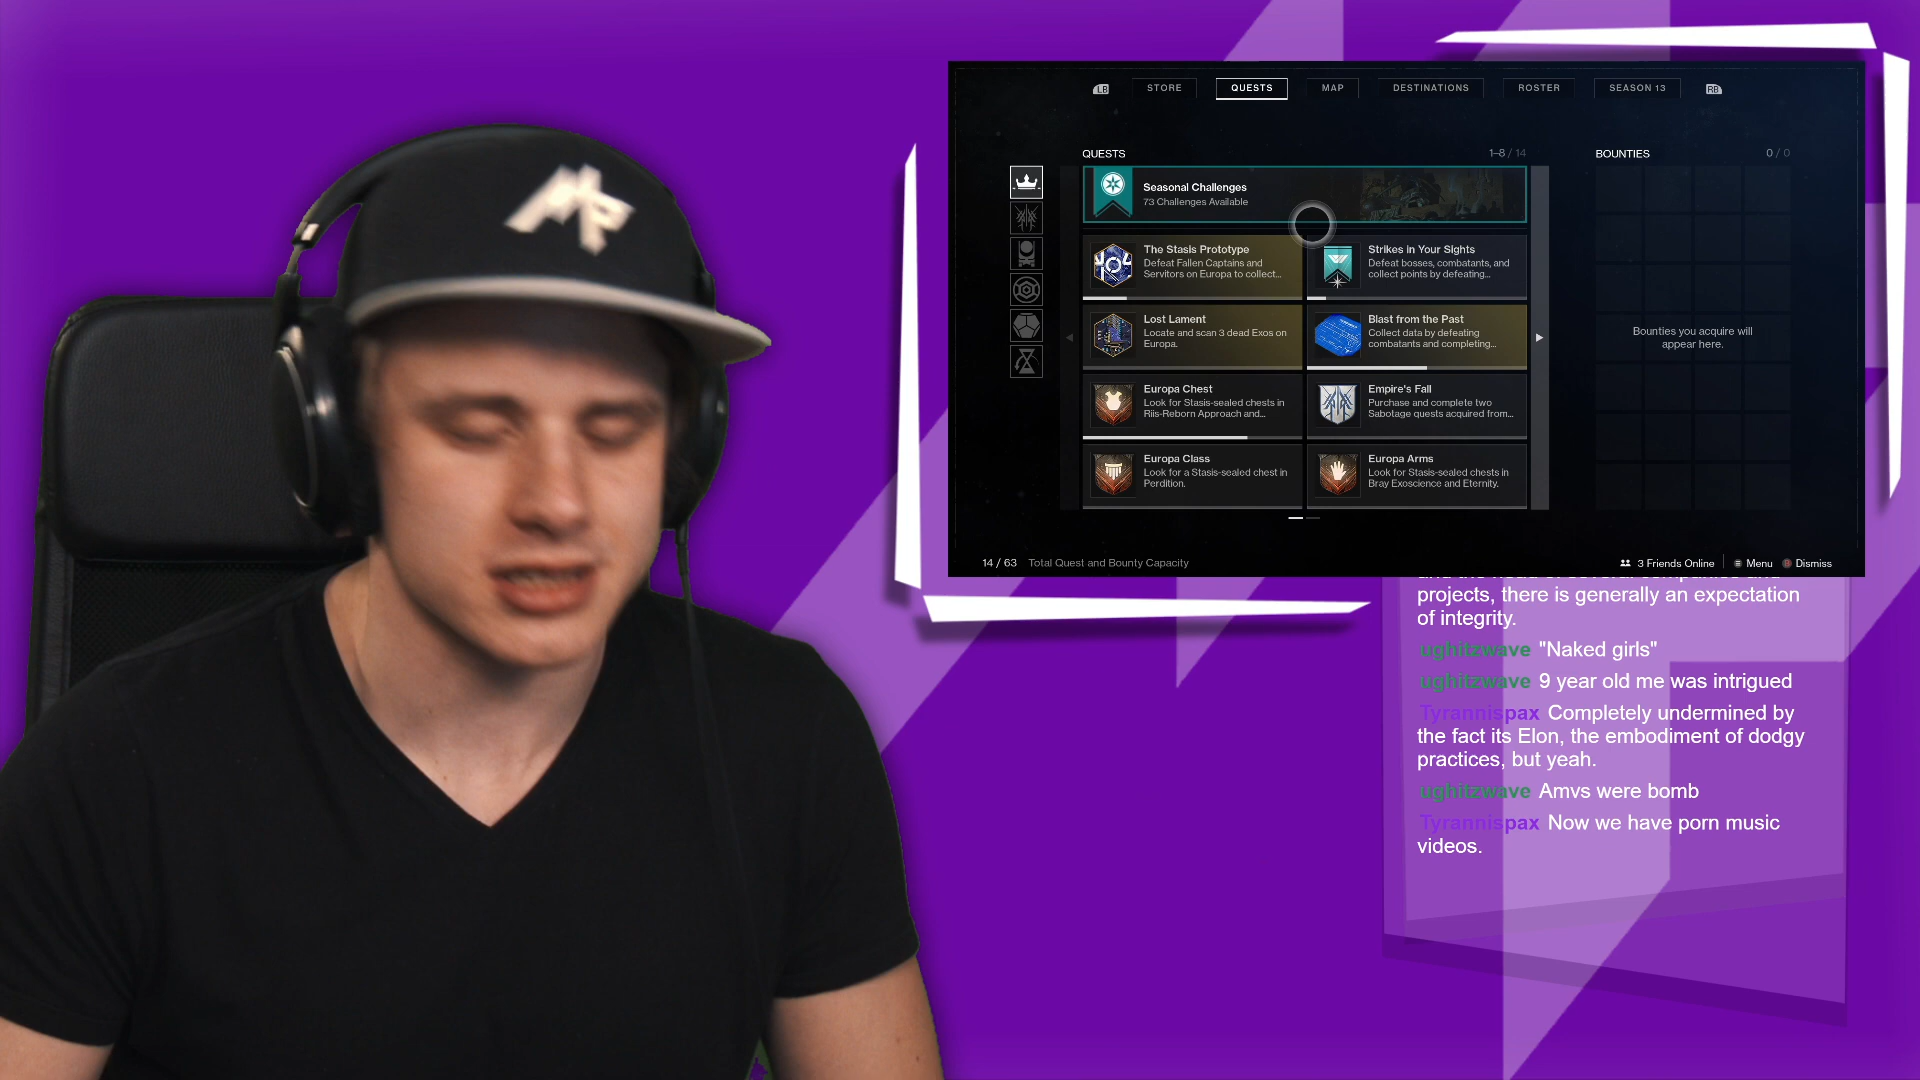 MP
LB
STORE
QUESTS
MAP
DESTINATIONS
ROSTER
SEASON 13
RB
QUESTS
1–8 / 14
BOUNTIES
0 / 0
Seasonal Challenges
73 Challenges Available
The Stasis Prototype
Defeat Fallen Captains and
Servitors on Europa to collect...
Strikes in Your Sights
Defeat bosses, combatants, and
collect points by defeating...
Lost Lament
Locate and scan 3 dead Exos on
Europa.
Blast from the Past
Collect data by defeating
combatants and completing...
Bounties you acquire will
appear here.
Europa Chest
Look for Stasis-sealed chests in
Riis-Reborn Approach and...
Empire's Fall
Purchase and complete two
Sabotage quests acquired from...
Europa Class
Look for a Stasis-sealed chest in
Perdition.
Europa Arms
Look for Stasis-sealed chests in
Bray Exoscience and Eternity.
14 / 63 Total Quest and Bounty Capacity
3 Friends Online
Menu
Dismiss
projects, there is generally an expectation
of integrity.
ughitzwave "Naked girls"
ughitzwave 9 year old me was intrigued
Tyrannispax Completely undermined by
the fact its Elon, the embodiment of dodgy
practices, but yeah.
ughitzwave Amvs were bomb
Tyrannispax Now we have porn music
videos.